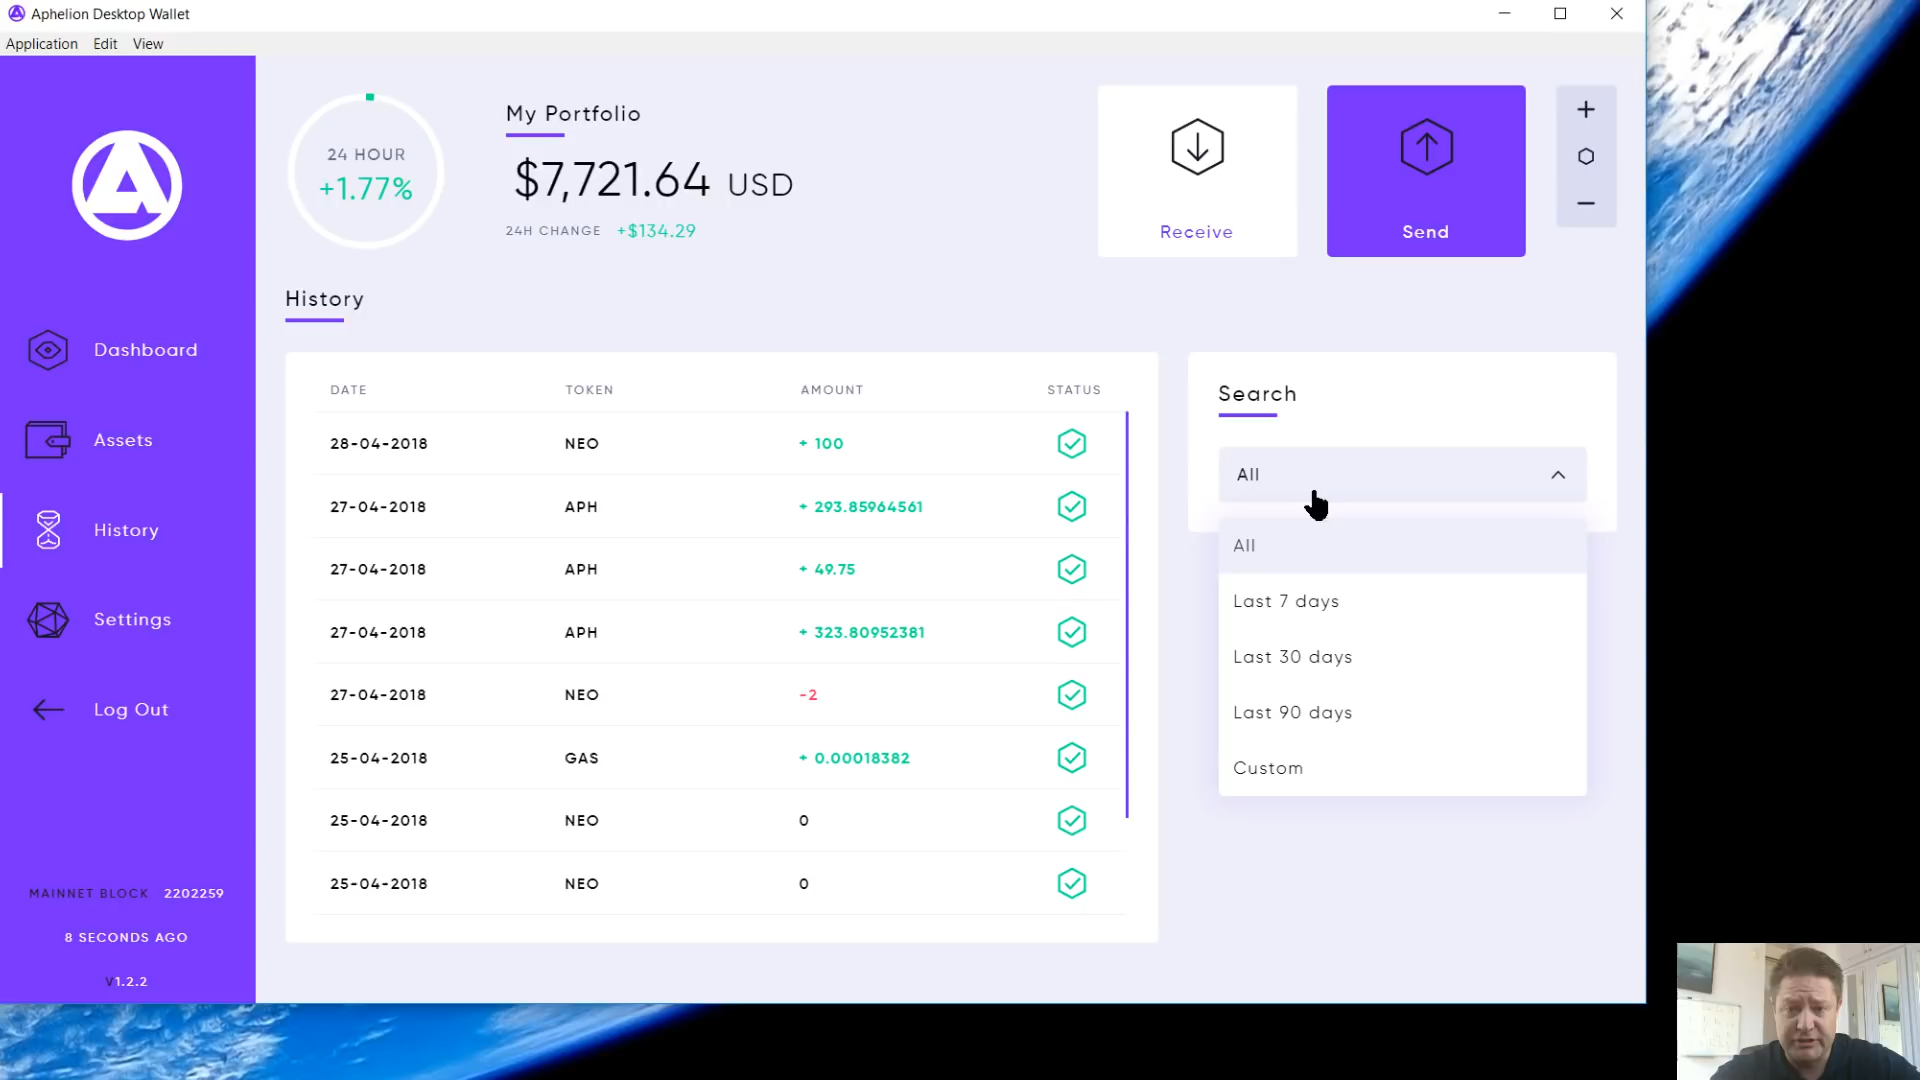 Aphelion Desktop Wallet
Application Edit View
24 HOUR
+1.77%
My Portfolio
$7,721.64 USD
24H CHANGE +$134.29
Receive
Send
Dashboard
Assets
History
Settings
Log Out
MAINNET BLOCK 2202259
8 SECONDS AGO
V1.2.2
History
DATE TOKEN AMOUNT STATUS
28-04-2018 NEO + 100
27-04-2018 APH + 293.85964561
27-04-2018 APH + 49.75
27-04-2018 APH + 323.80952381
27-04-2018 NEO -2
25-04-2018 GAS + 0.00018382
25-04-2018 NEO 0
25-04-2018 NEO 0
Search
All
All
Last 7 days
Last 30 days
Last 90 days
Custom